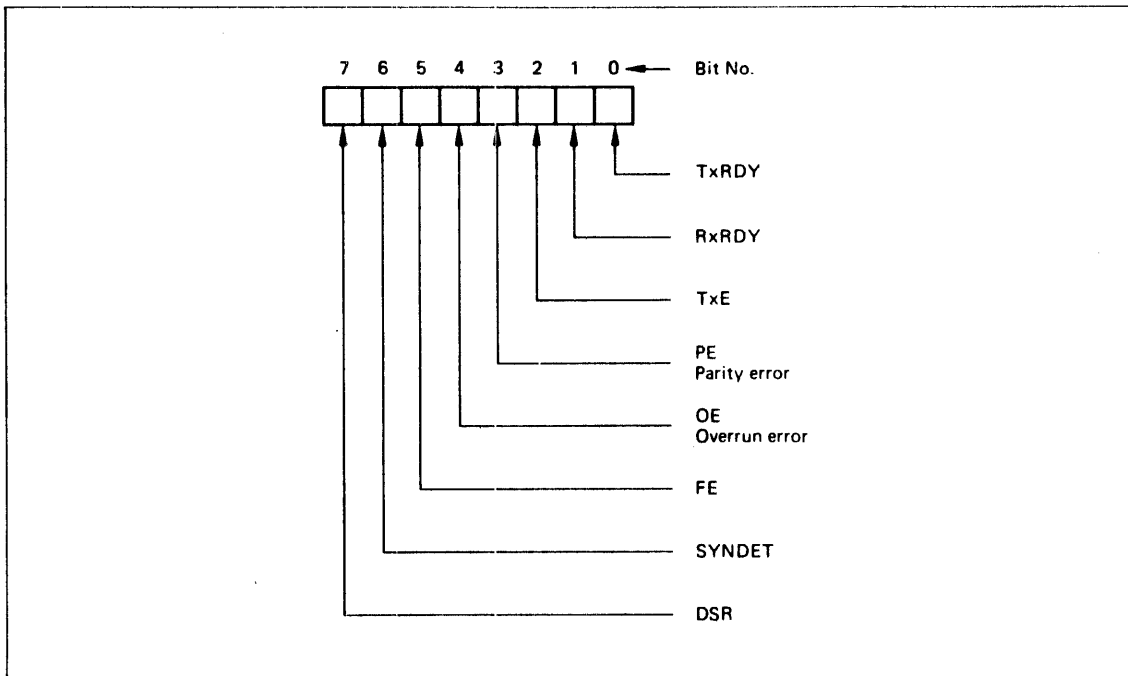 7 6 5 4 3 2 1 0 Bit No.
TxRDY
RxRDY
TxE
PE
Parity error
OE
Overrun error
FE
SYNDET
DSR